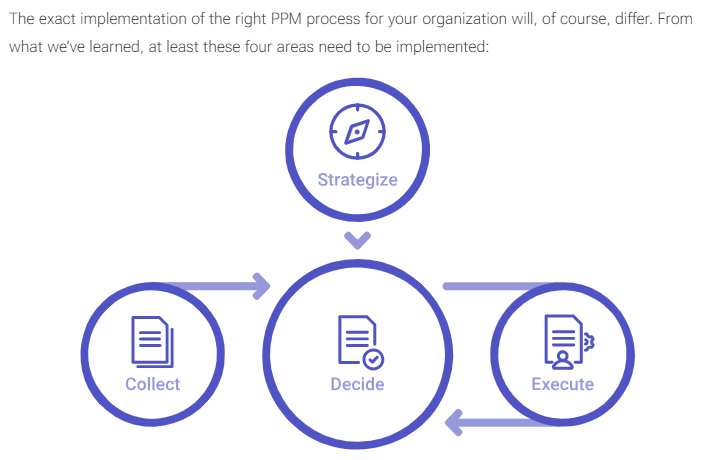 The exact implementation of the right PPM process for your organization will, of course, differ. From
what we’ve learned, at least these four areas need to be implemented:
Strategize
Collect
Decide
Execute